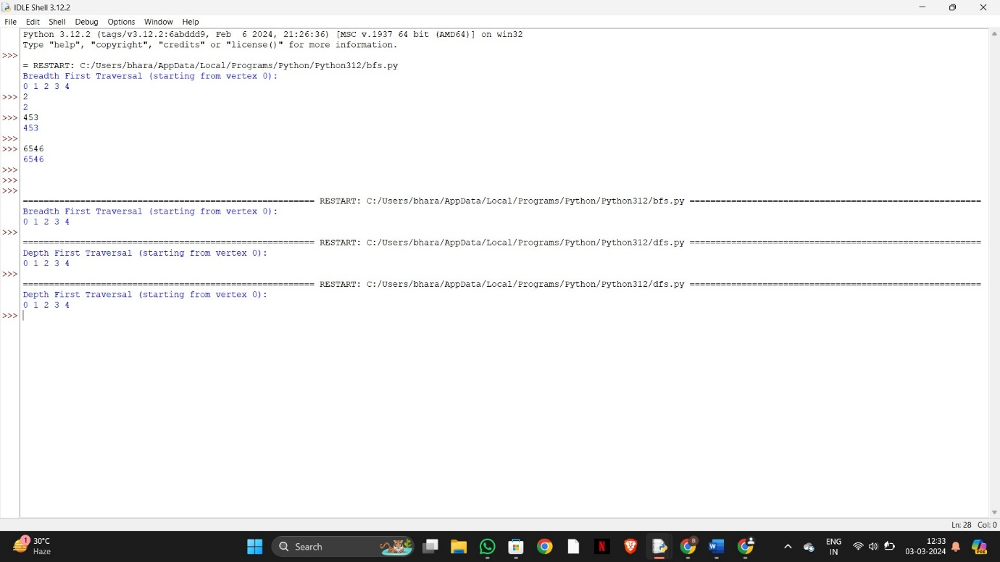 IDLE Shell 3.12.2
File Edit Shell Debug Options Window Help
Python 3.12.2 (tags/v3.12.2:6abddd9, Feb  6 2024, 21:26:36) [MSC v.1937 64 bit (AMD64)] on win32
Type "help", "copyright", "credits" or "license()" for more information.
>>>
= RESTART: C:/Users/bhara/AppData/Local/Programs/Python/Python312/bfs.py
Breadth First Traversal (starting from vertex 0):
0 1 2 3 4
>>> 2
2
>>> 453
453
>>>
>>> 6546
6546
>>>
>>>
>>>
======================================================== RESTART: C:/Users/bhara/AppData/Local/Programs/Python/Python312/bfs.py ========================================================
Breadth First Traversal (starting from vertex 0):
0 1 2 3 4
>>>
======================================================== RESTART: C:/Users/bhara/AppData/Local/Programs/Python/Python312/dfs.py ========================================================
Depth First Traversal (starting from vertex 0):
0 1 2 3 4
>>>
======================================================== RESTART: C:/Users/bhara/AppData/Local/Programs/Python/Python312/dfs.py ========================================================
Depth First Traversal (starting from vertex 0):
0 1 2 3 4
>>>
Ln: 28 Col: 0
1 30°C
Haze
Search
N
B
W
ENG
IN
12:33
03-03-2024
PRE